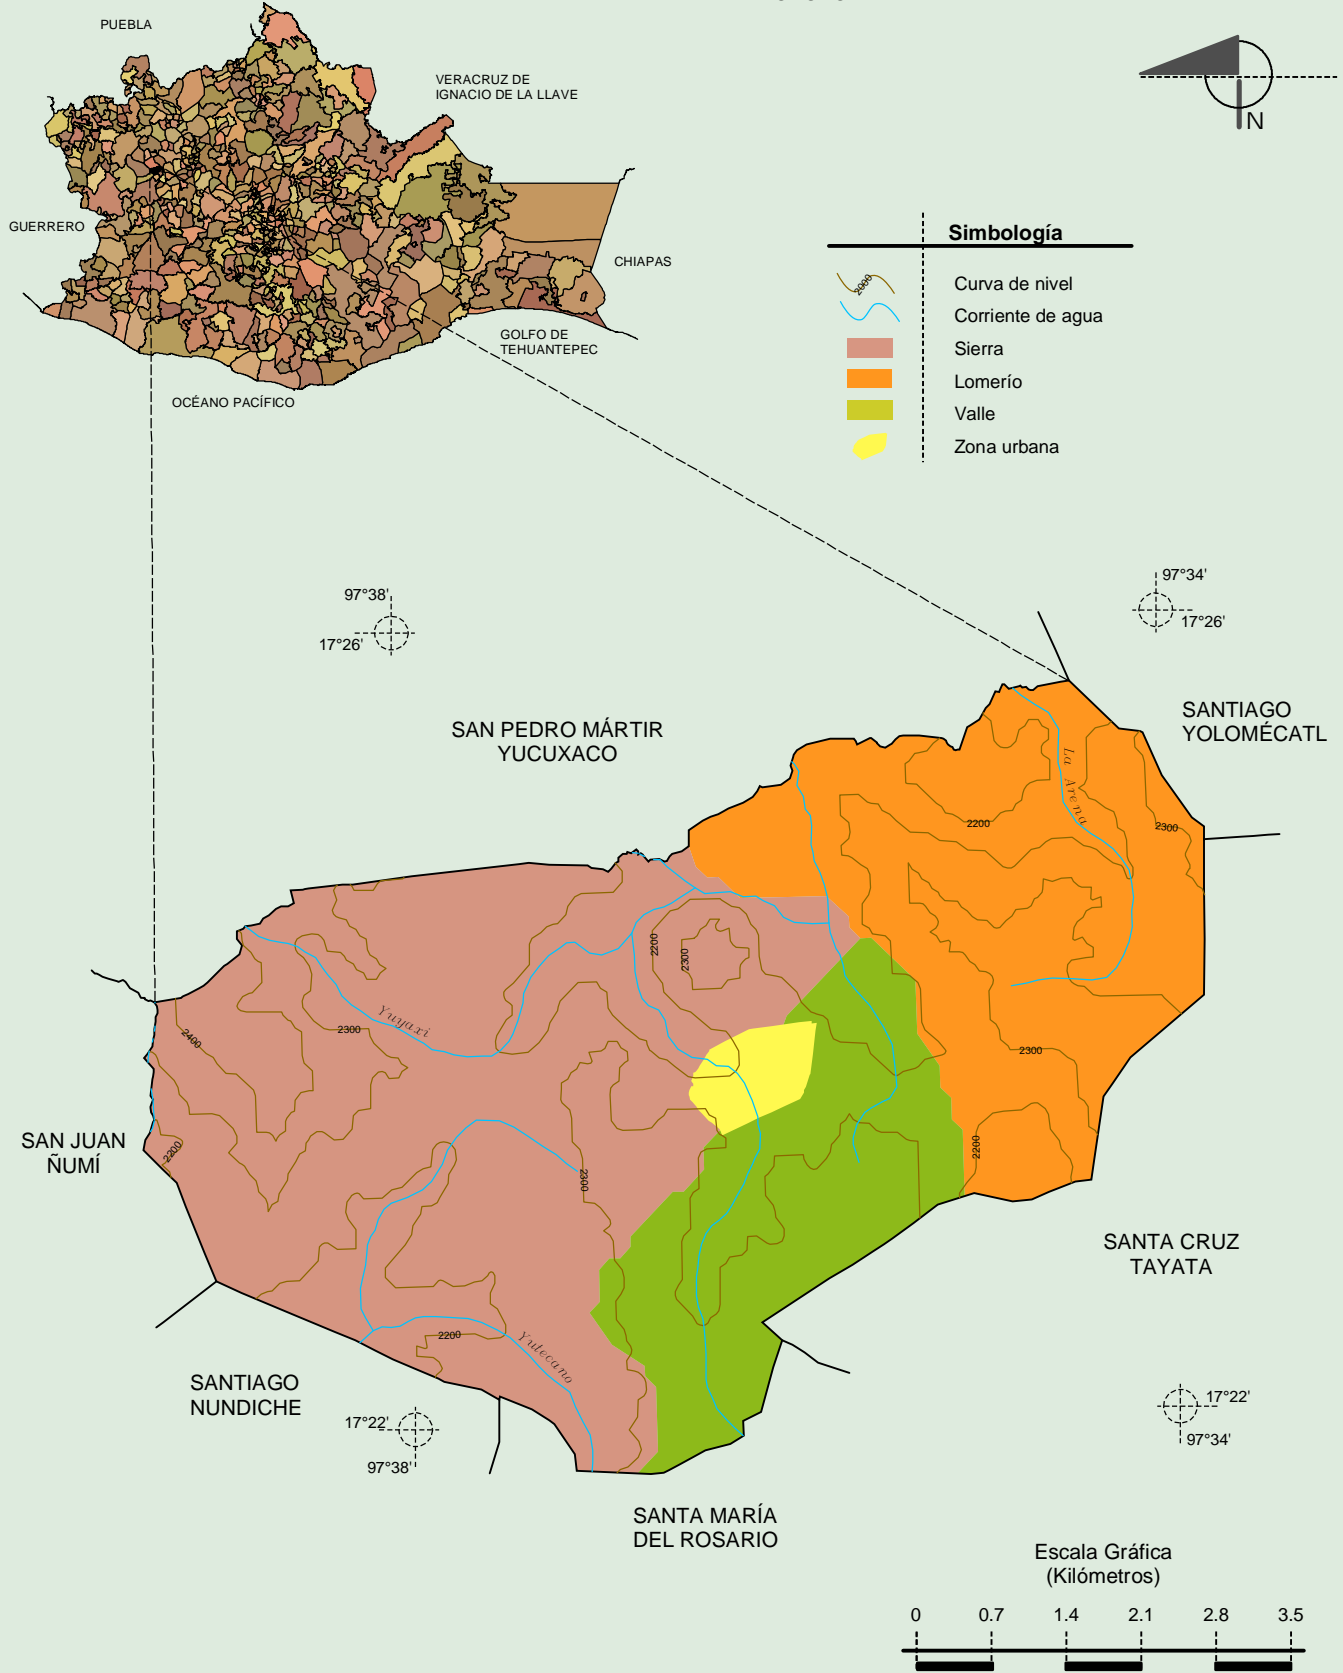 PUEBLA
VERACRUZ DE
IGNACIO DE LA LLAVE
GUERRERO
CHIAPAS
GOLFO DE
TEHUANTEPEC
OCÉANO PACÍFICO
N
Simbología
2900
Curva de nivel
Corriente de agua
Sierra
Lomerío
Valle
Zona urbana
97°38'
17°26'
97°34'
17°26'
SAN PEDRO MÁRTIR
YUCUXACO
SANTIAGO
YOLOMÉCATL
La Arena
2200
2300
2200
2300
2400
2300
Yuyaxi
2300
2200
2300
2200
SAN JUAN
ÑUMÍ
SANTA CRUZ
TAYATA
2200
Yutecano
SANTIAGO
NUNDICHE
17°22'
97°38'
17°22'
97°34'
SANTA MARÍA
DEL ROSARIO
Escala Gráfica
(Kilómetros)
0 0.7 1.4 2.1 2.8 3.5